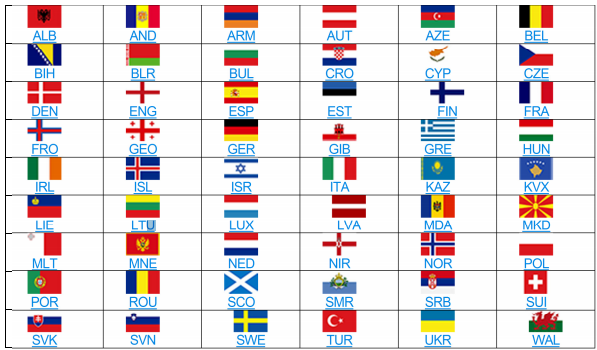 ALB AND ARM AUT AZE BEL
BIH BLR BUL CRO CYP CZE
DEN ENG ESP EST FIN FRA
FRO GEO GER GIB GRE HUN
IRL ISL ISR ITA KAZ KVX
LIE LTU LUX LVA MDA MKD
MLT MNE NED NIR NOR POL
POR ROU SCO SMR SRB SUI
SVK SVN SWE TUR UKR WAL